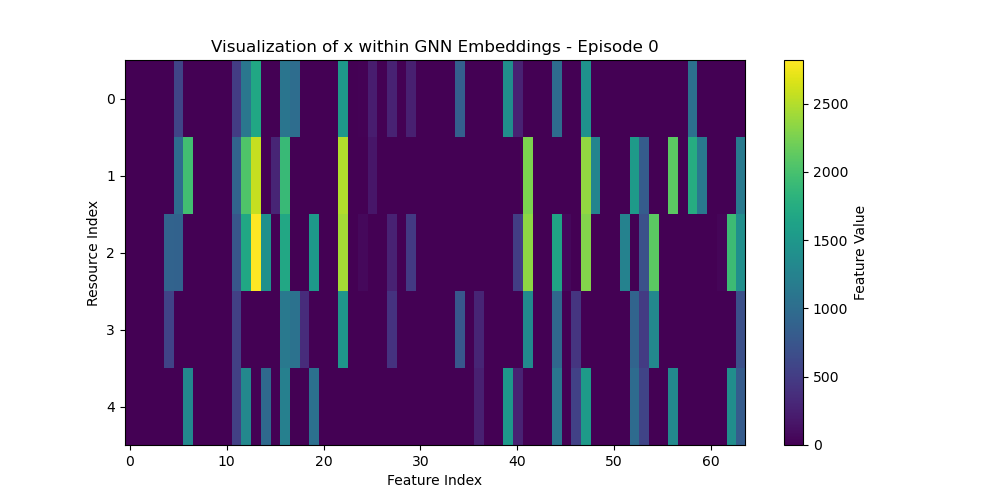 Visualization of x within GNN Embeddings - Episode 0
Resource Index
0
1
2
3
4
0 10 20 30 40 50 60
Feature Index
2500
2000
1500
1000
500
0
Feature Value